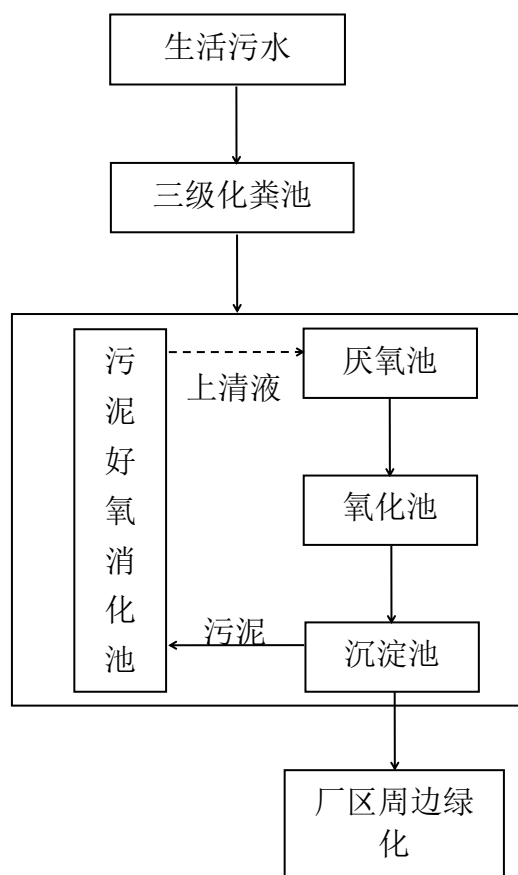 生活污水
三级化粪池
污泥好氧消化池
上清液
厌氧池
氧化池
污泥
沉淀池
厂区周边绿
化